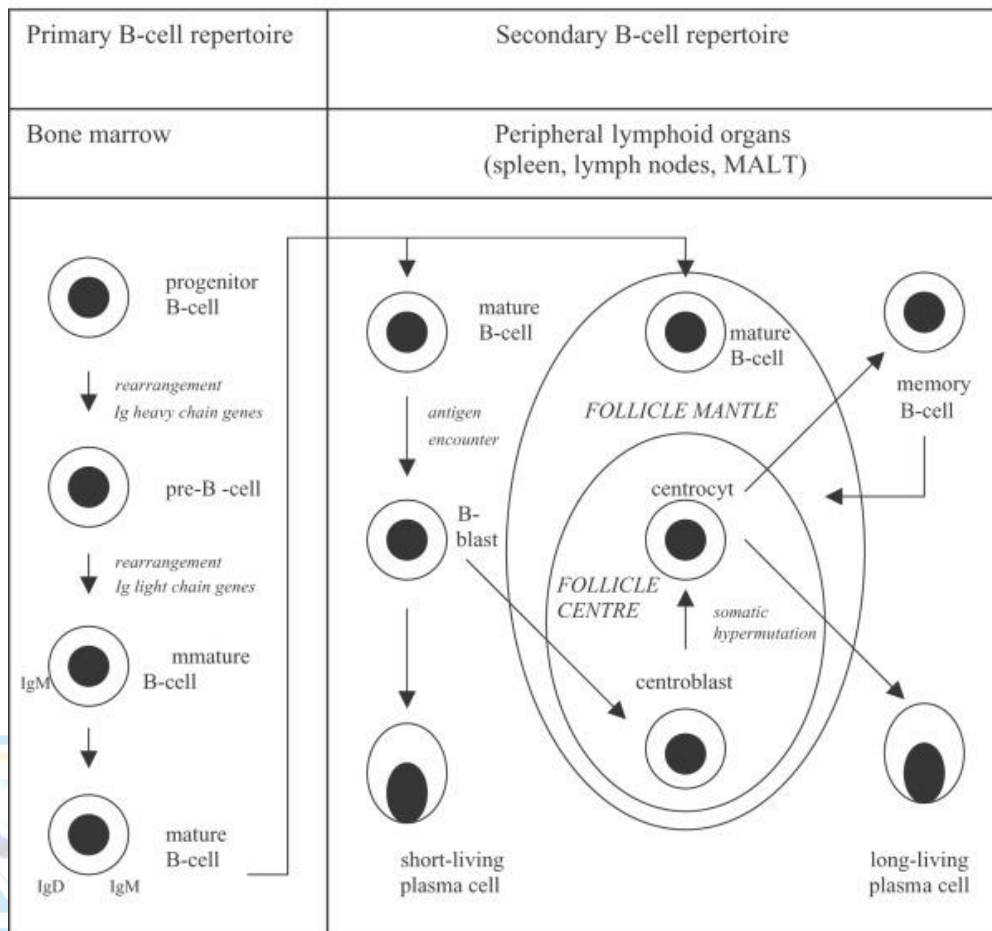 Primary B-cell repertoire
Secondary B-cell repertoire
Bone marrow
Peripheral lymphoid organs
(spleen, lymph nodes, MALT)
progenitor
B-cell
rearrangement
Ig heavy chain genes
pre-B -cell
rearrangement
Ig light chain genes
mmature
B-cell
IgM
mature
B-cell
IgD
IgM
mature
B-cell
antigen
encounter
B-
blast
short-living
plasma cell
mature
B-cell
FOLLICLE MANTLE
centrocyt
FOLLICLE
CENTRE
somatic
hypermutation
centroblast
memory
B-cell
long-living
plasma cell